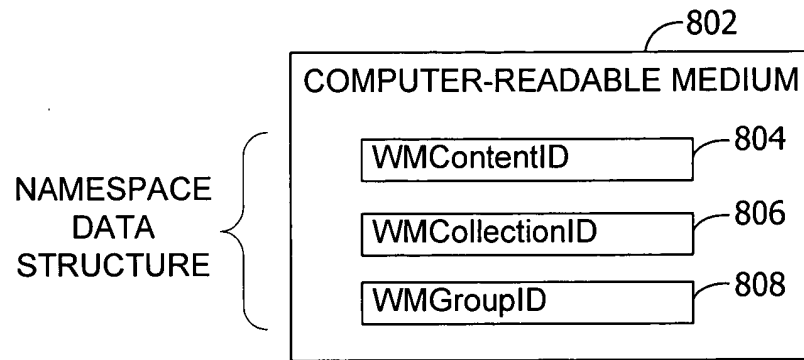 802
COMPUTER-READABLE MEDIUM
WMContentID
804
NAMESPACE
DATA
STRUCTURE
WMCollectionID
806
WMGroupID
808